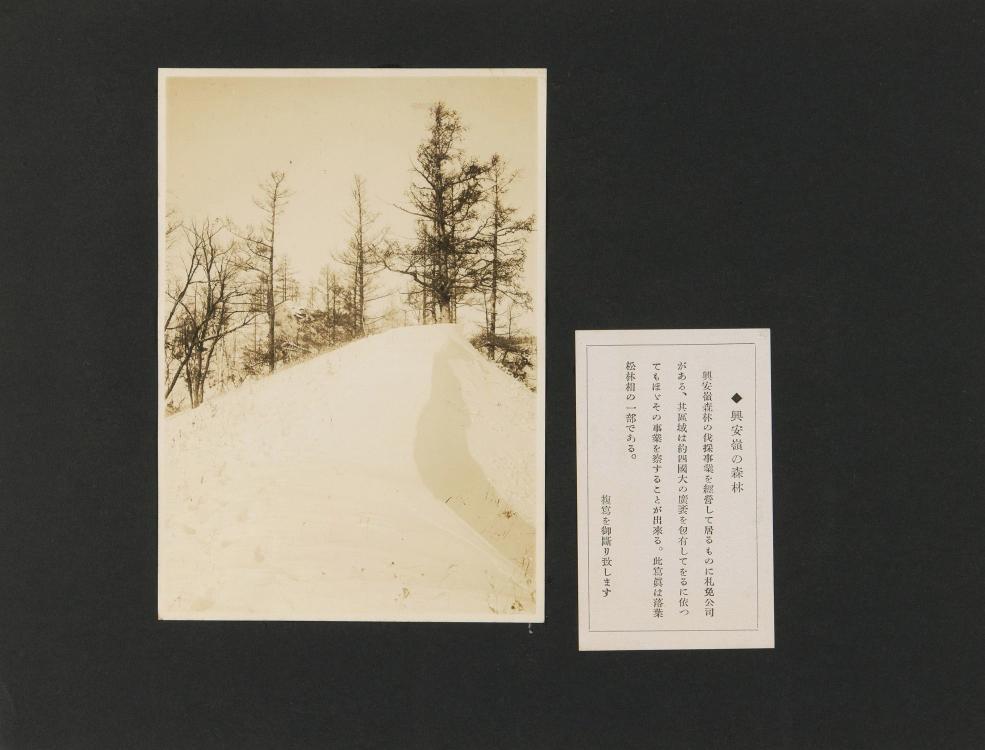 ◆興安嶺の森林
興安嶺森林の伐採事業を經營して居るものに札免公司
がある、其區域は約四國大の廣袤を包有してをるに依つ
てもほゞその事業を察することが出來る。此寫眞は落葉
松林相の一部である。
複寫を御斷り致します